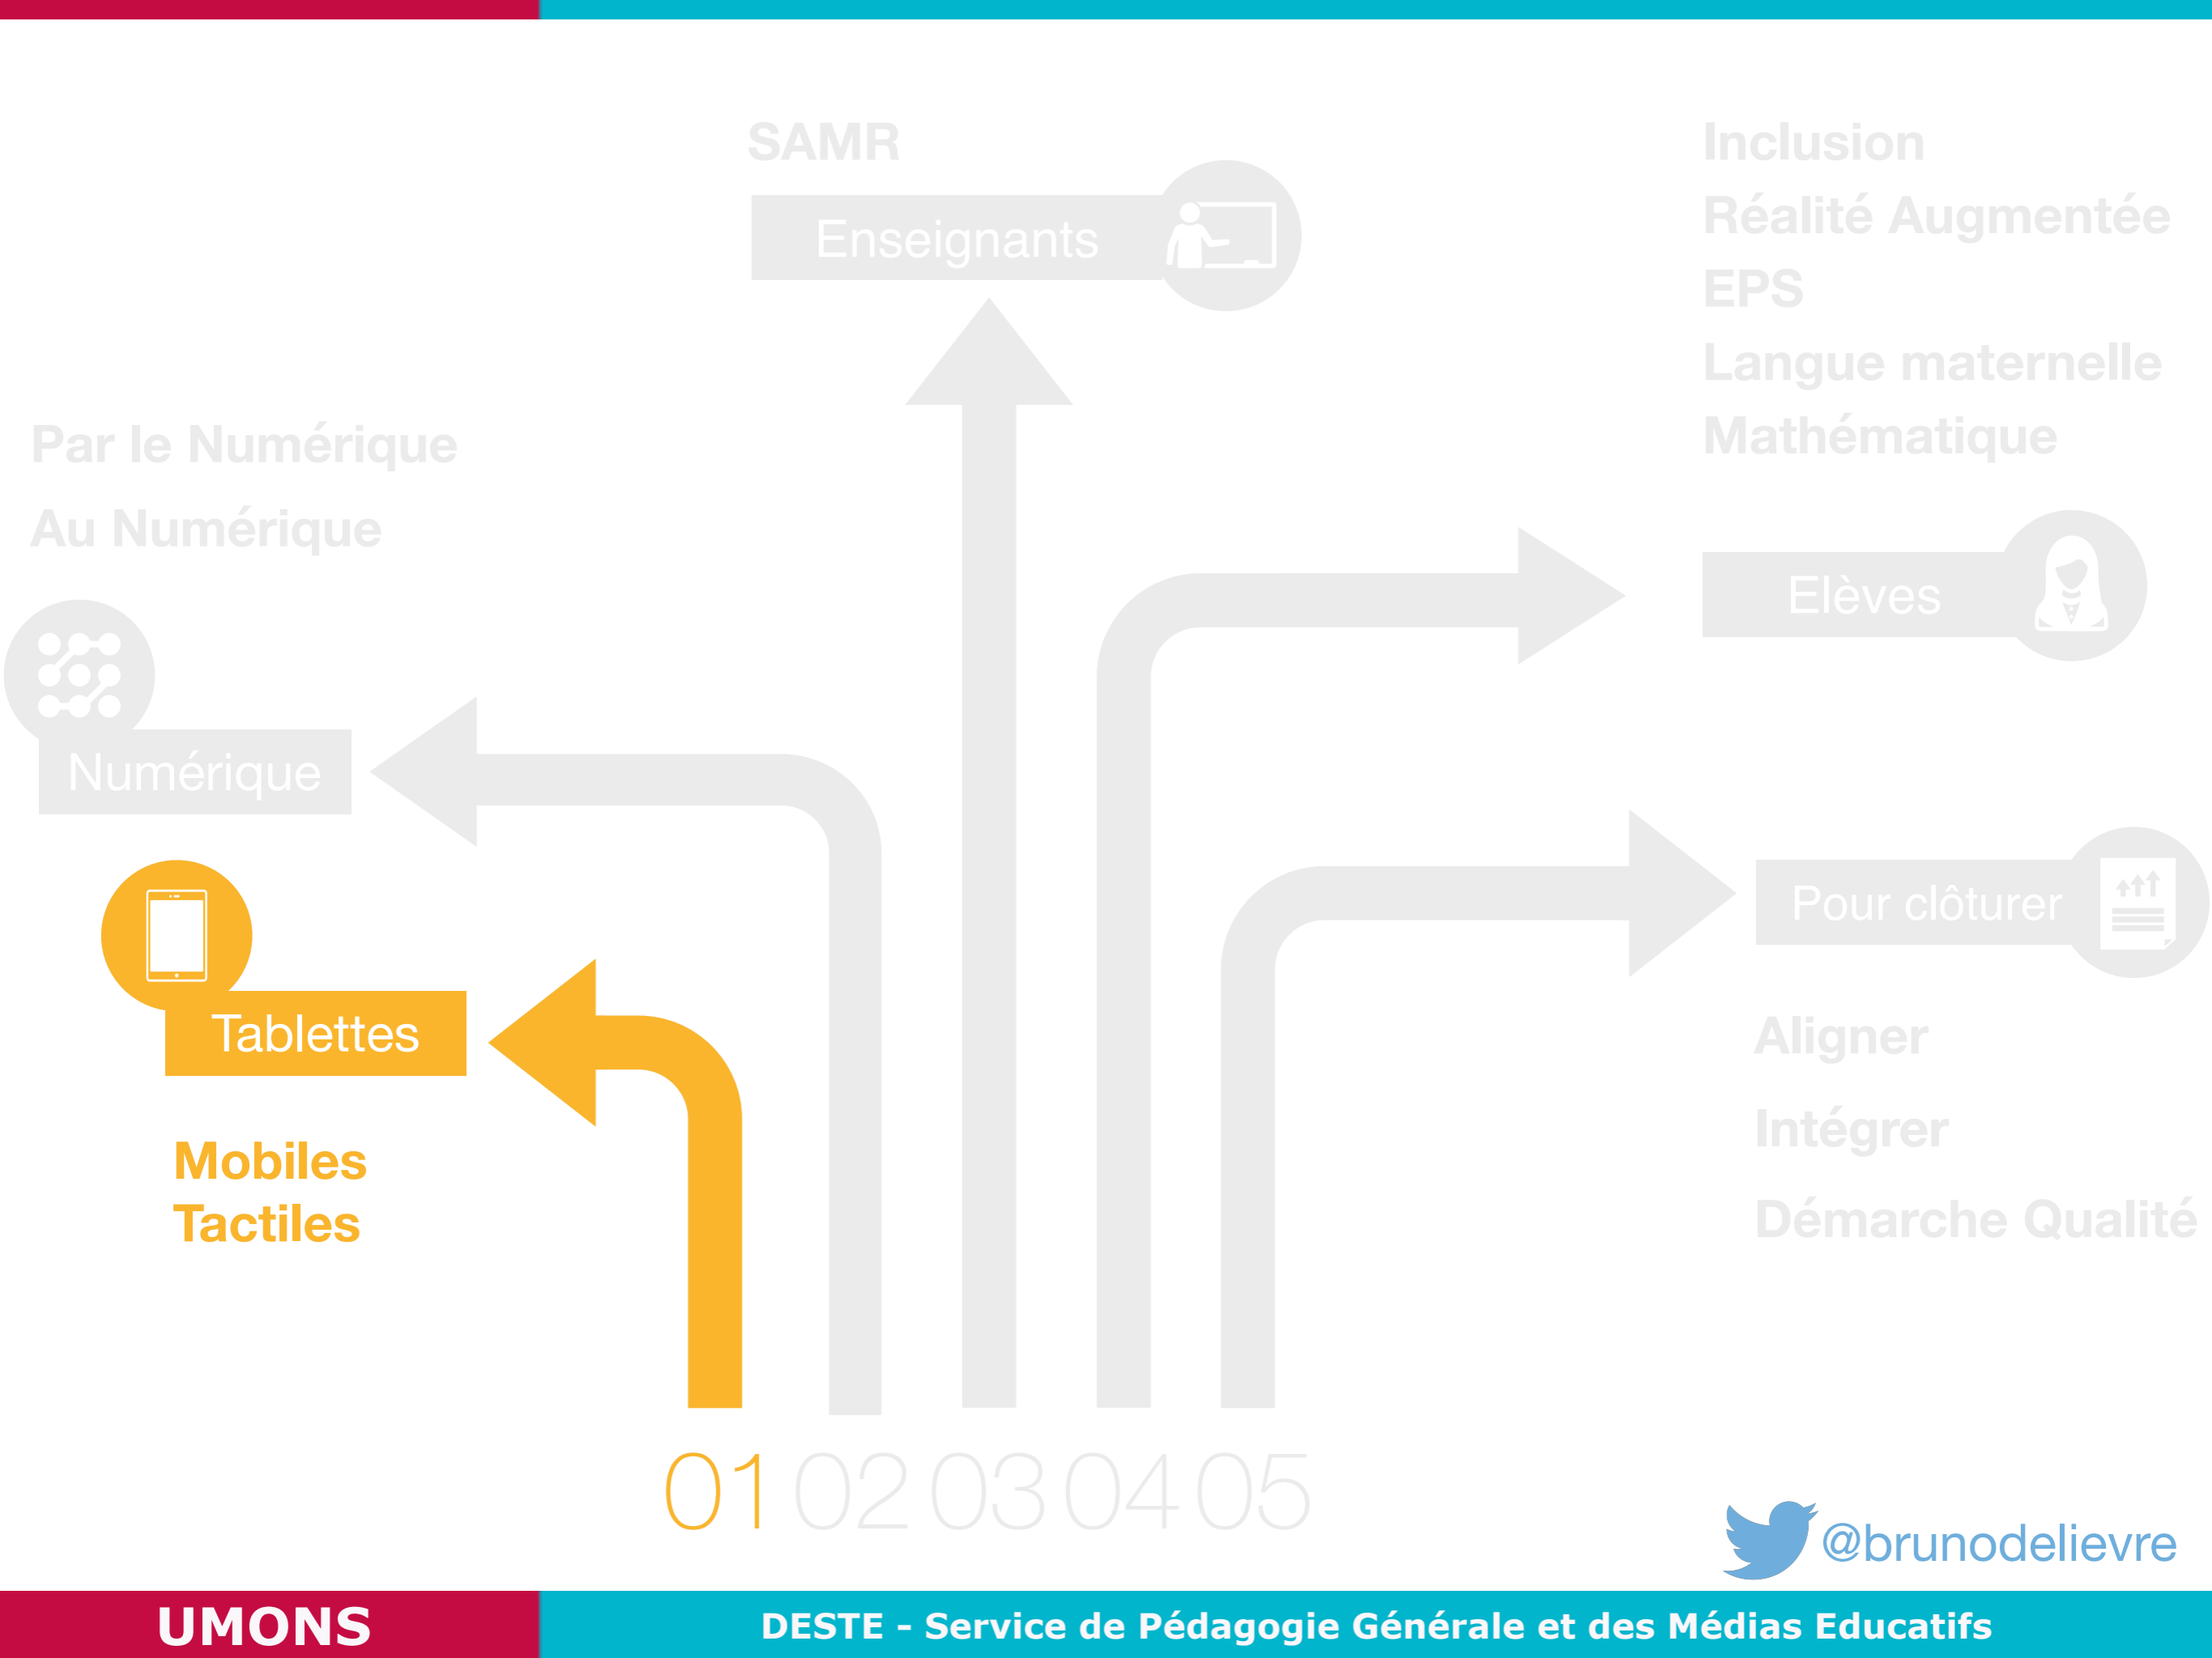 SAMR
Enseignants
Inclusion
Réalité Augmentée
EPS
Langue maternelle
Mathématique
Elèves
Par le Numérique
Au Numérique
Numérique
Tablettes
Mobiles
Tactiles
Pour clôturer
Aligner
Intégrer
Démarche Qualité
01 02 03 04 05
@brunodelievre
UMONS
DESTE - Service de Pédagogie Générale et des Médias Educatifs